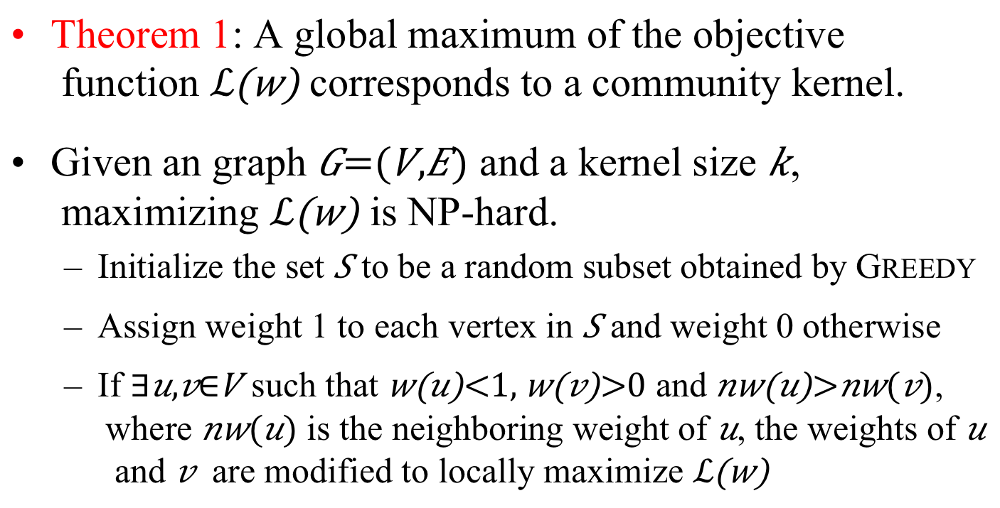 • Theorem 1: A global maximum of the objective
function ℒ(w) corresponds to a community kernel.
• Given an graph G=(V,E) and a kernel size k,
maximizing ℒ(w) is NP-hard.
– Initialize the set S to be a random subset obtained by GREEDY
– Assign weight 1 to each vertex in S and weight 0 otherwise
– If ∃u,v∈V such that w(u)<1, w(v)>0 and nw(u)>nw(v),
where nw(u) is the neighboring weight of u, the weights of u
and v are modified to locally maximize ℒ(w)